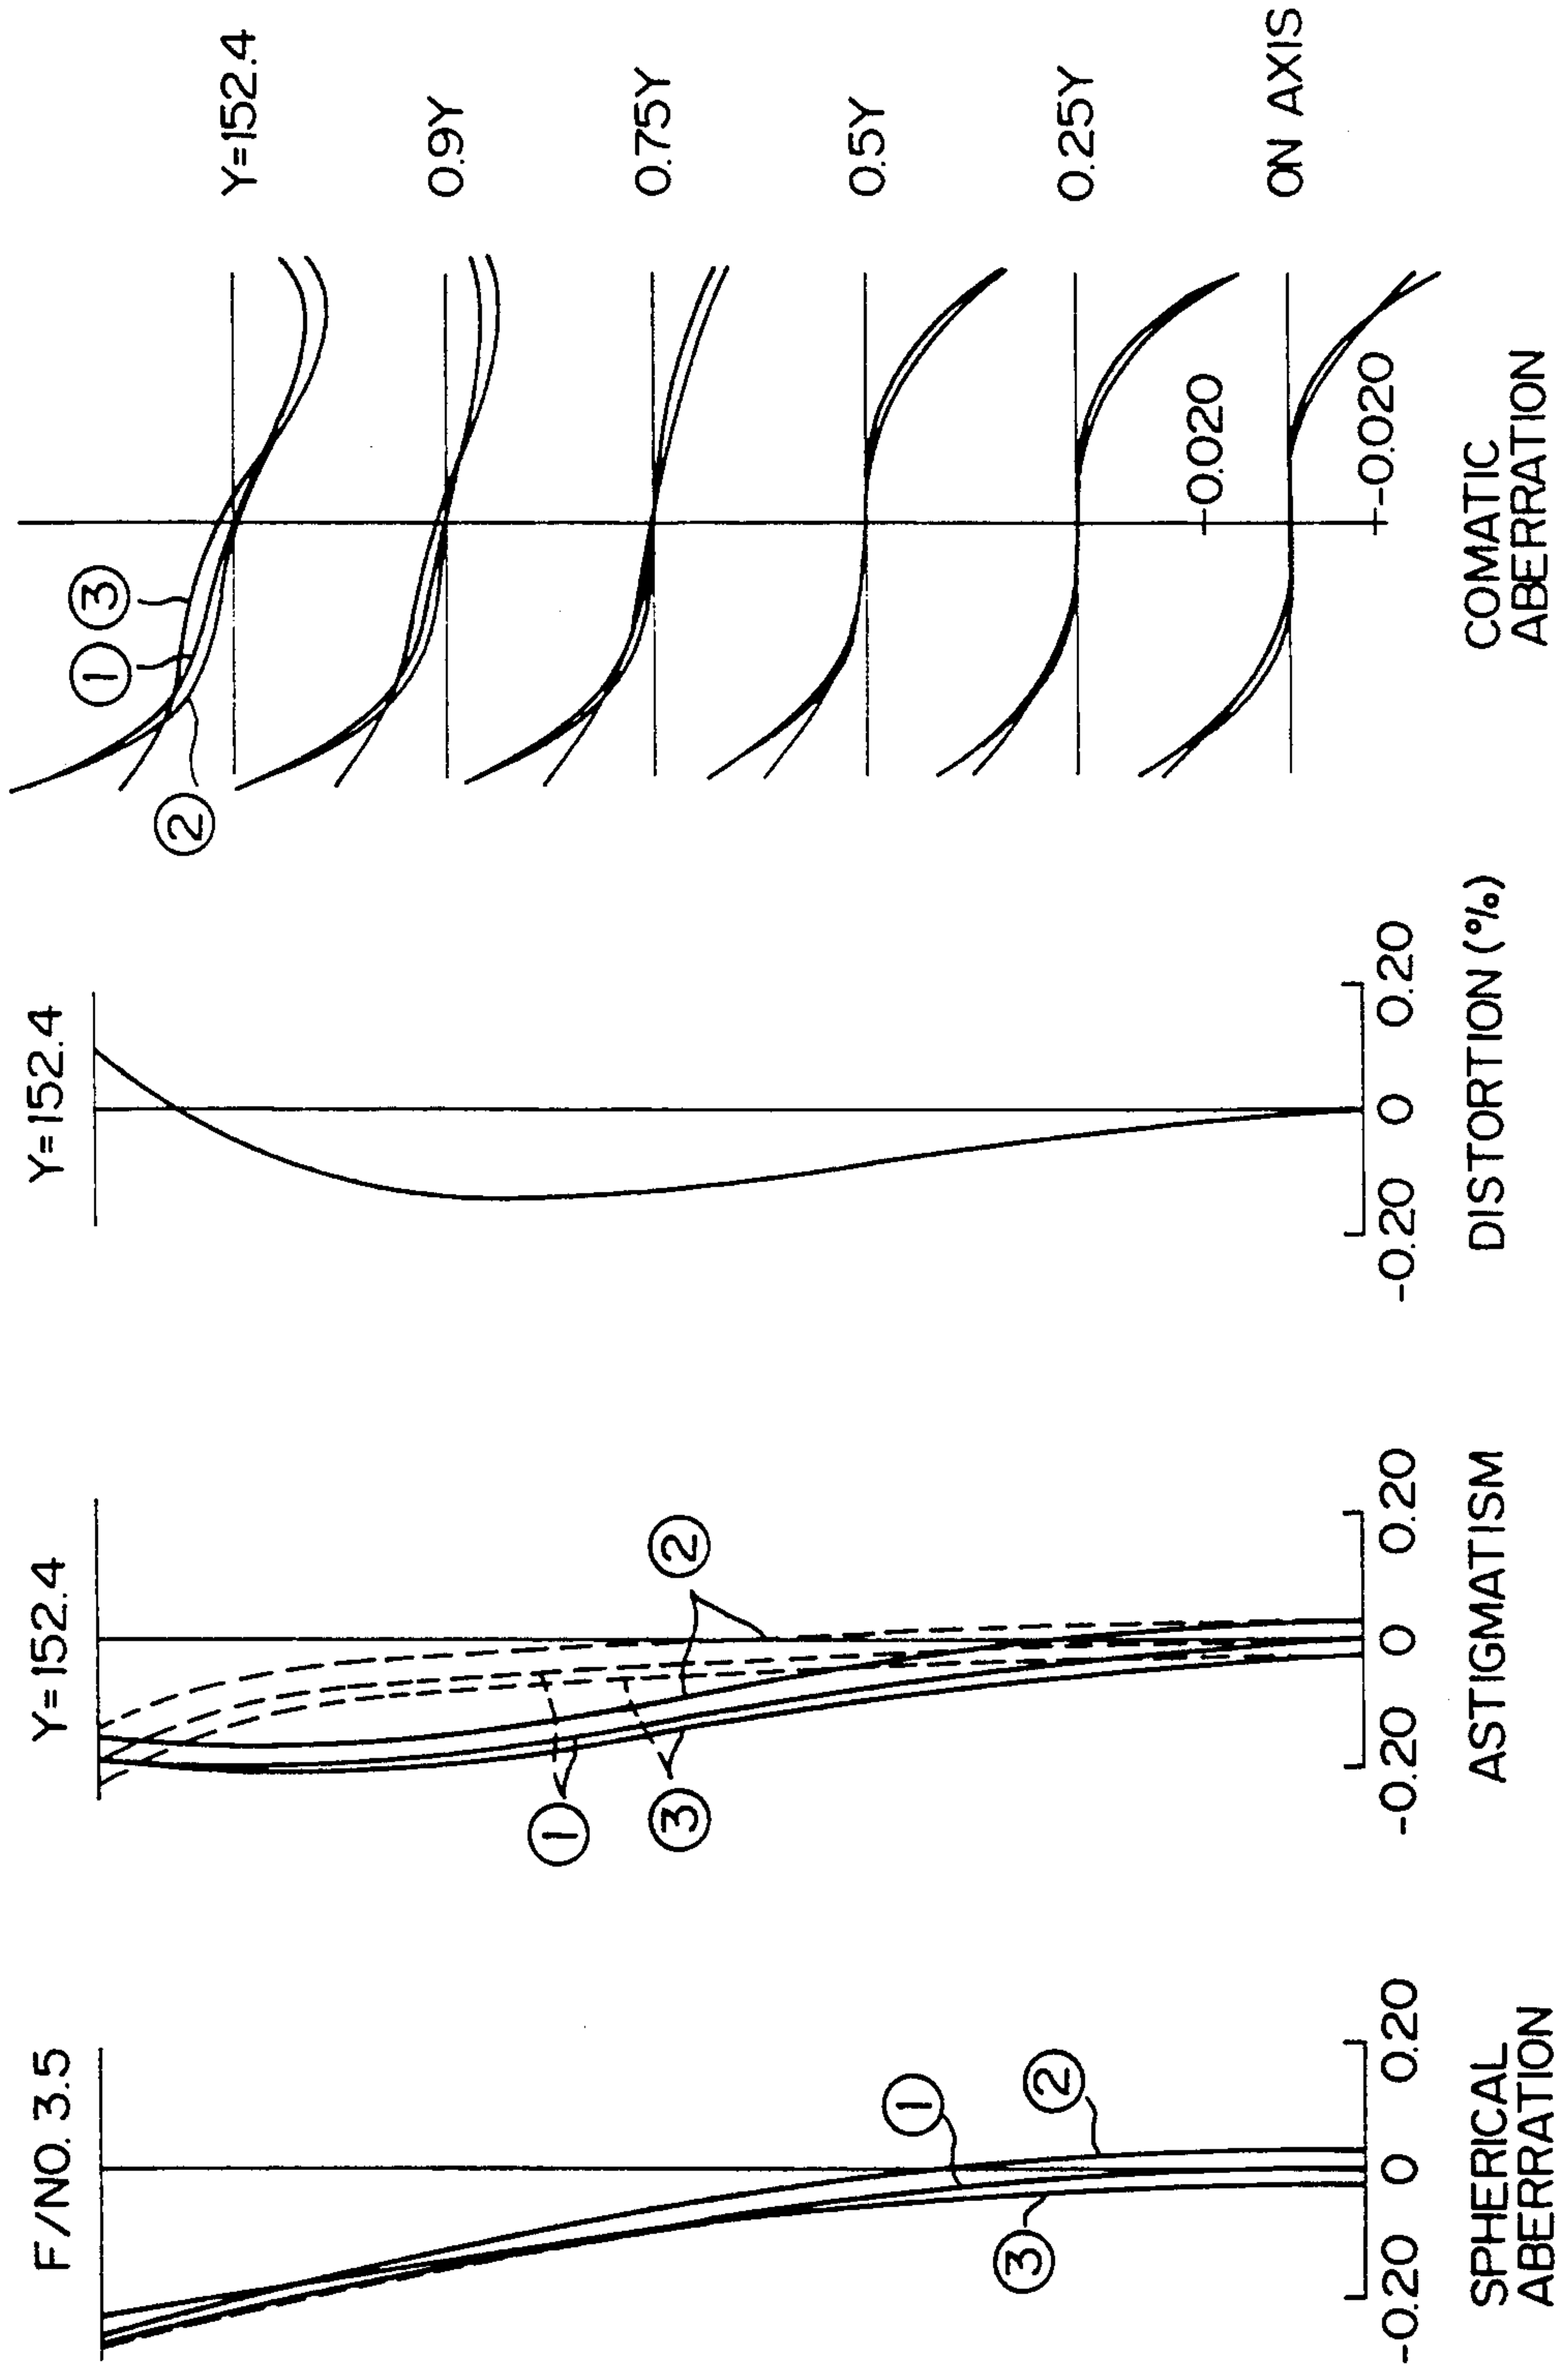 F/NO. 3.5
①
②
③
-0.20 0 0.20
SPHERICAL
ABERRATION
Y=152.4
②
①
③
-0.20 0 0.20
ASTIGMATISM
Y=152.4
-0.20 0 0.20
DISTORTION (%)
③
①
②
Y=152.4
0.9Y
0.75Y
0.5Y
0.25Y
0.020
ON AXIS
-0.020
COMATIC
ABERRATION